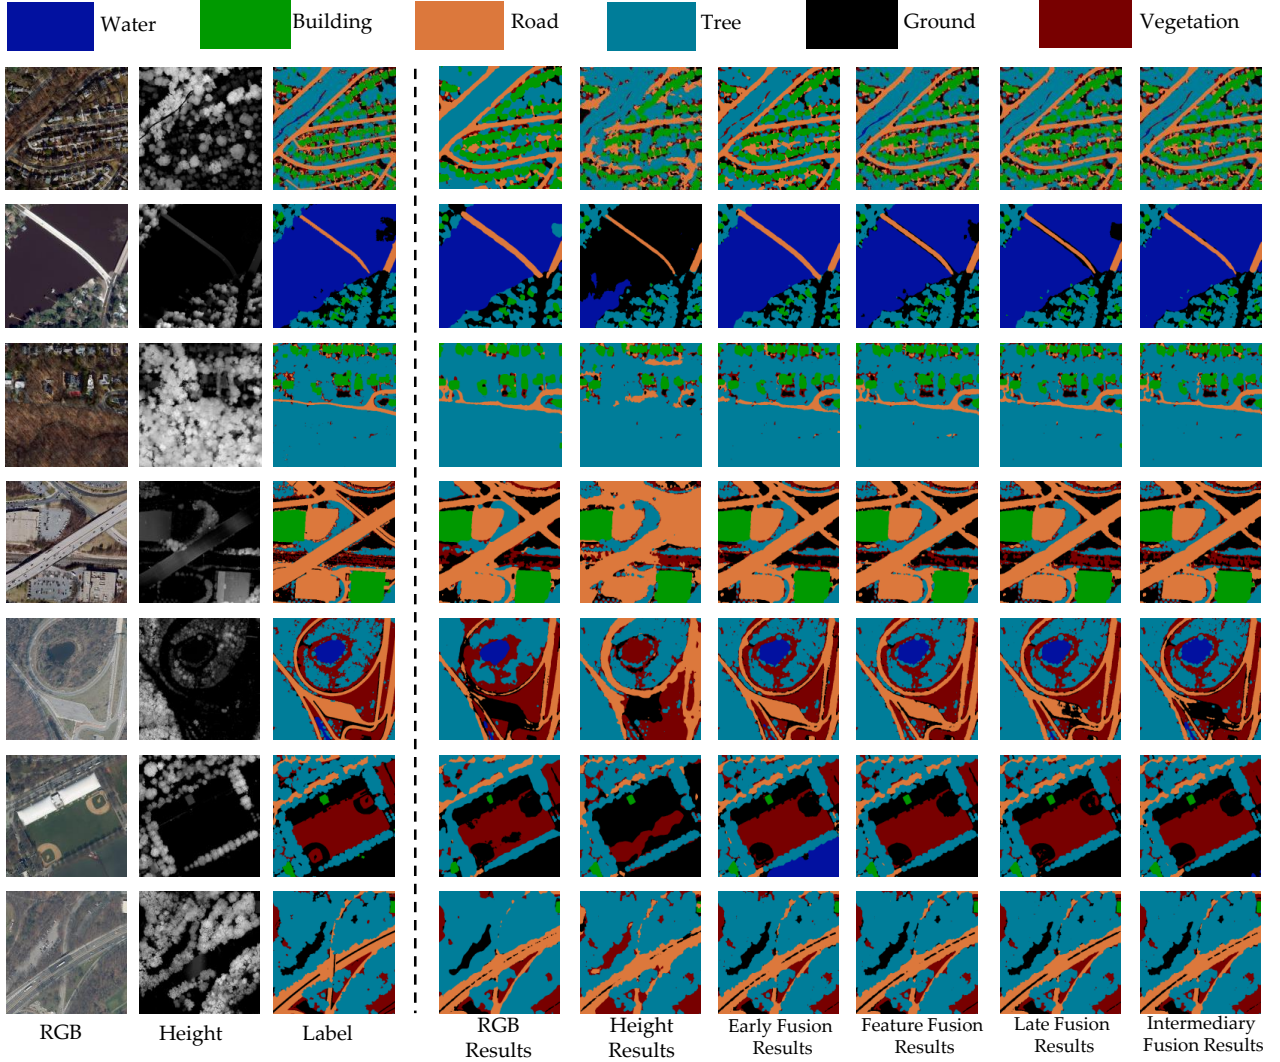 Water
Building
Road
Tree
Ground
Vegetation
RGB
Height
Label
RGB
Results
Height
Results
Early Fusion
Results
Feature Fusion
Results
Late Fusion
Results
Intermediary
Fusion Results